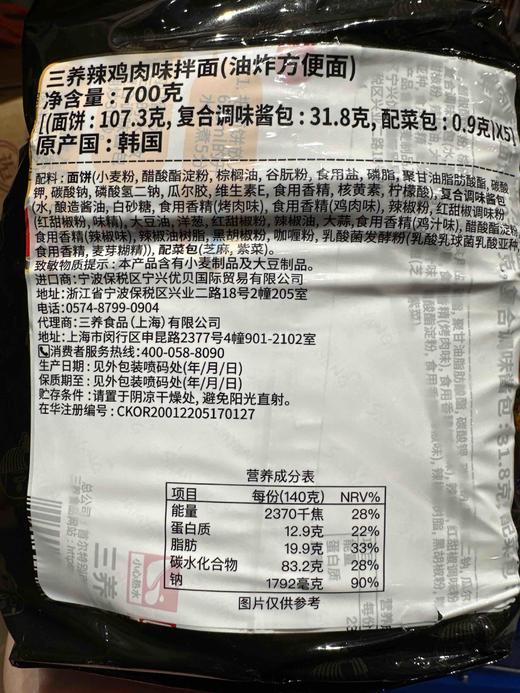 三养辣鸡肉味拌面(油炸方便面)
净含量：700克
[(面饼：107.3克, 复合调味酱包：31.8克, 配菜包：0.9克)X5]
原产国：韩国
配料: 面饼(小麦粉, 醋酸酯淀粉, 棕榈油, 谷朊粉, 食用盐, 磷脂, 聚甘油脂肪酸酯, 碳酸
钾, 碳酸钠, 磷酸氢二钠, 瓜尔胶, 维生素E, 食用香精, 核黄素, 柠檬酸), 复合调味酱包
(水, 酿造酱油, 白砂糖, 食用香精(烤肉味), 食用香精(鸡肉味), 辣椒粉, 红甜椒调味粉
(红甜椒粉, 味精), 大豆油, 洋葱, 红甜椒粉, 辣椒油, 大蒜, 食用香精(鸡汁味), 醋酸酯淀粉,
食用香精(辣椒味), 辣椒油树脂, 黑胡椒粉, 咖喱粉, 乳酸菌发酵粉(乳酸乳球菌乳酸亚种,
食用香精, 麦芽糊精)), 配菜包(芝麻, 紫菜).
致敏物质提示: 本产品含有小麦制品及大豆制品。
进口商: 宁波保税区宁兴优贝国际贸易有限公司
地址: 浙江省宁波保税区兴业二路18号2幢205室
电话:0574-8799-0904
代理商: 三养食品 (上海) 有限公司
地址: 上海市闵行区申昆路2377号4幢901-2102室
消费者服务热线:400-058-8090
生产日期: 见外包装喷码处(年/月/日)
保质期至: 见外包装喷码处(年/月/日)
贮存条件: 请置于阴凉干燥处, 避免阳光直射。
在华注册编号: CKOR20012205170127
营养成分表
项目 每份(140克) NRV%
能量 2370千焦 28%
蛋白质 12.9克 22%
脂肪 19.9克 33%
碳水化合物 83.2克 28%
钠 1792毫克 90%
图片仅供参考
三养
小心热水